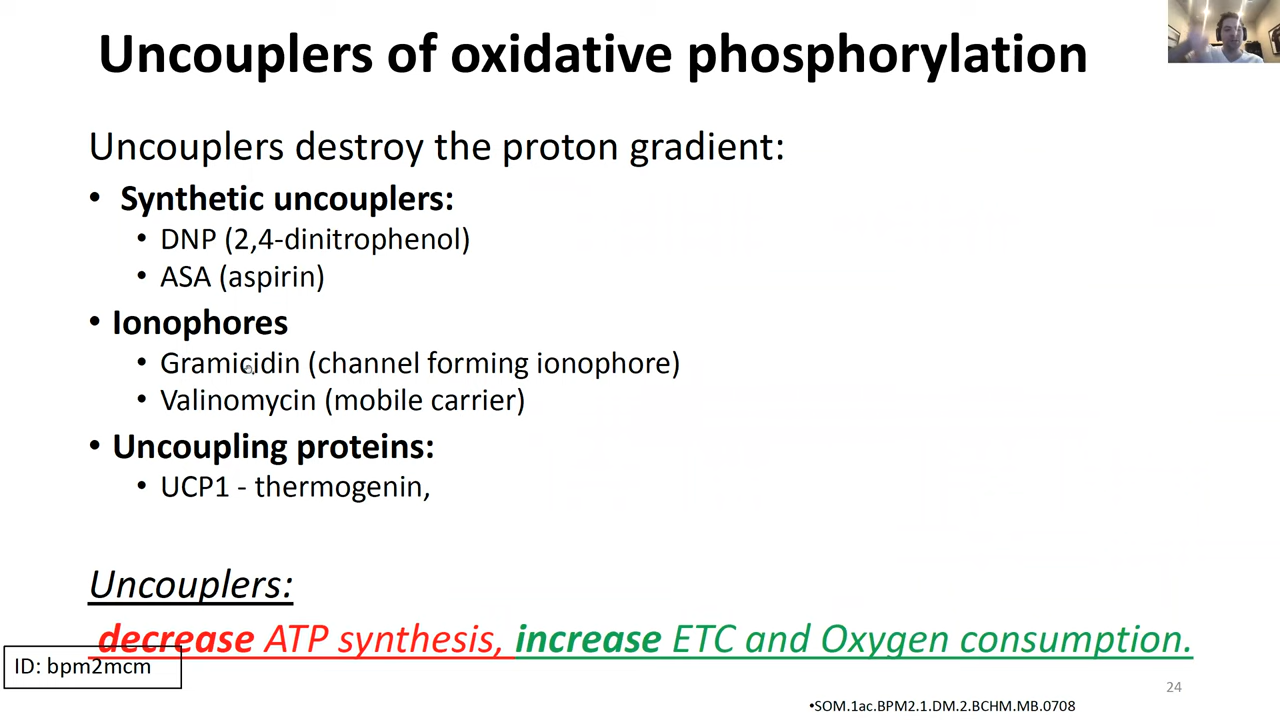 Uncouplers of oxidative phosphorylation
Uncouplers destroy the proton gradient:
• Synthetic uncouplers:
• DNP (2,4-dinitrophenol)
• ASA (aspirin)
• Ionophores
• Gramicidin (channel forming ionophore)
• Valinomycin (mobile carrier)
• Uncoupling proteins:
• UCP1 - thermogenin,
Uncouplers:
decrease ATP synthesis, increase ETC and Oxygen consumption.
ID: bpm2mcm
24
•SOM.1ac.BPM2.1.DM.2.BCHM.MB.0708